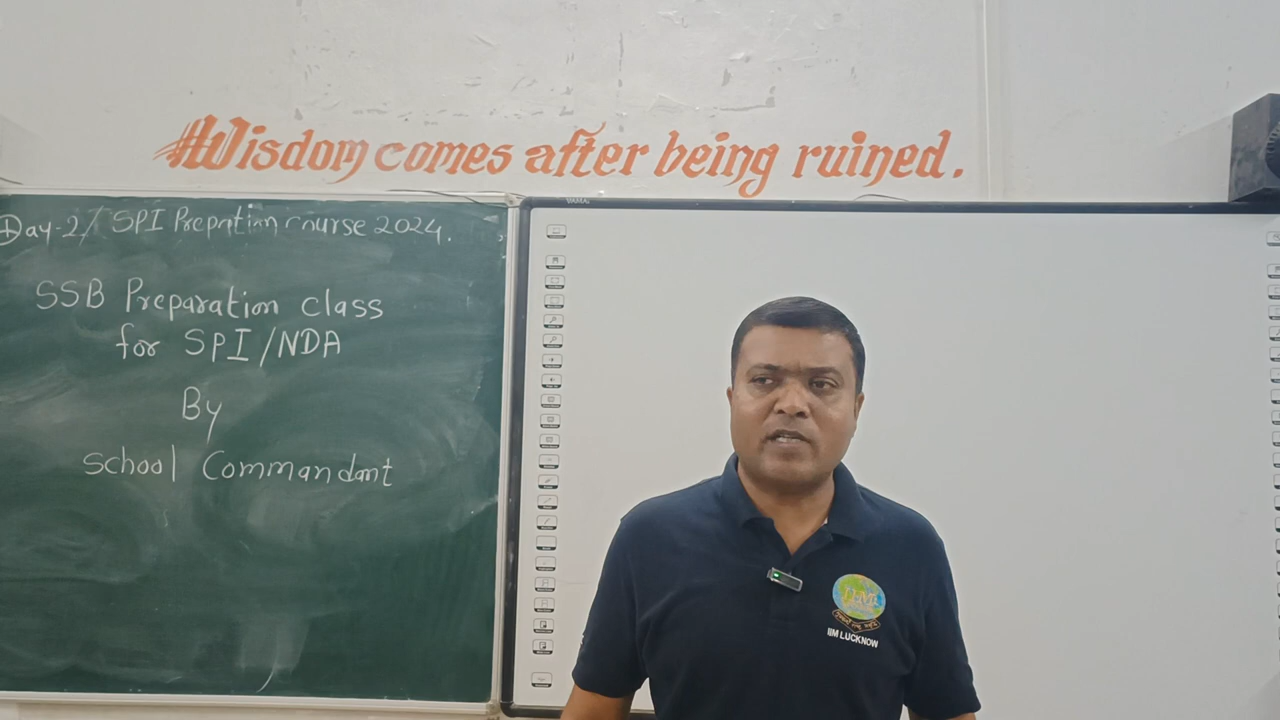 #Wisdom comes after being ruined.
Day-2/ SPI Prepration course 2024.
SSB Preparation class
for SPI/NDA
By
School Commandant
IIM LUCKNOW